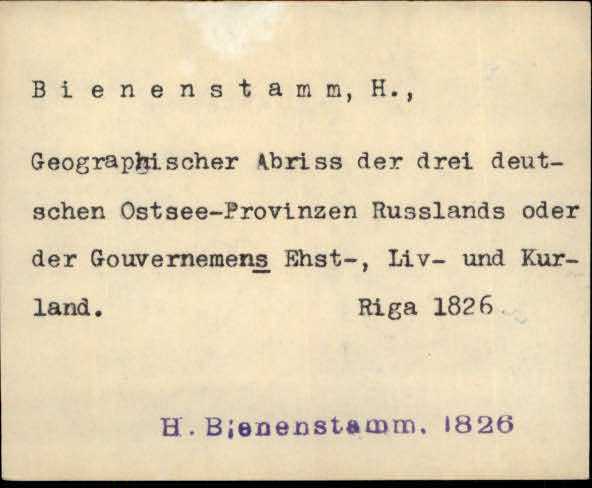 Bienenstamm, H.,
Geographischer Abriss der drei deut-
schen Ostsee-Provinzen Russlands oder
der Gouvernemens Ehst-, Liv- und Kur-
land. Riga 1826
H. Bienenstamm. 1826